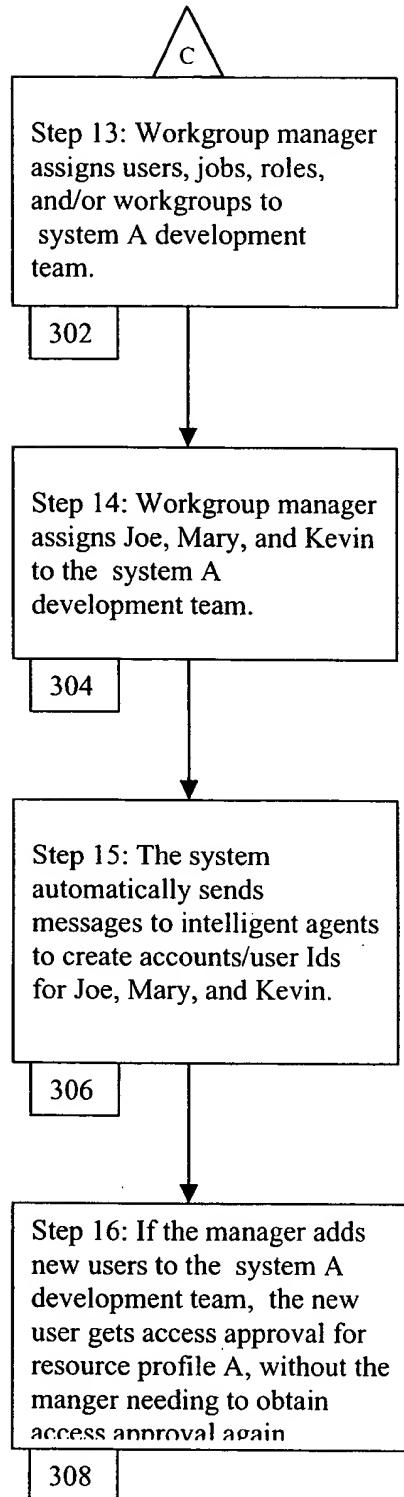 C
Step 13: Workgroup manager
assigns users, jobs, roles,
and/or workgroups to
system A development
team.
302
Step 14: Workgroup manager
assigns Joe, Mary, and Kevin
to the system A
development team.
304
Step 15: The system
automatically sends
messages to intelligent agents
to create accounts/user Ids
for Joe, Mary, and Kevin.
306
Step 16: If the manager adds
new users to the system A
development team, the new
user gets access approval for
resource profile A, without the
manger needing to obtain
access approval again
308